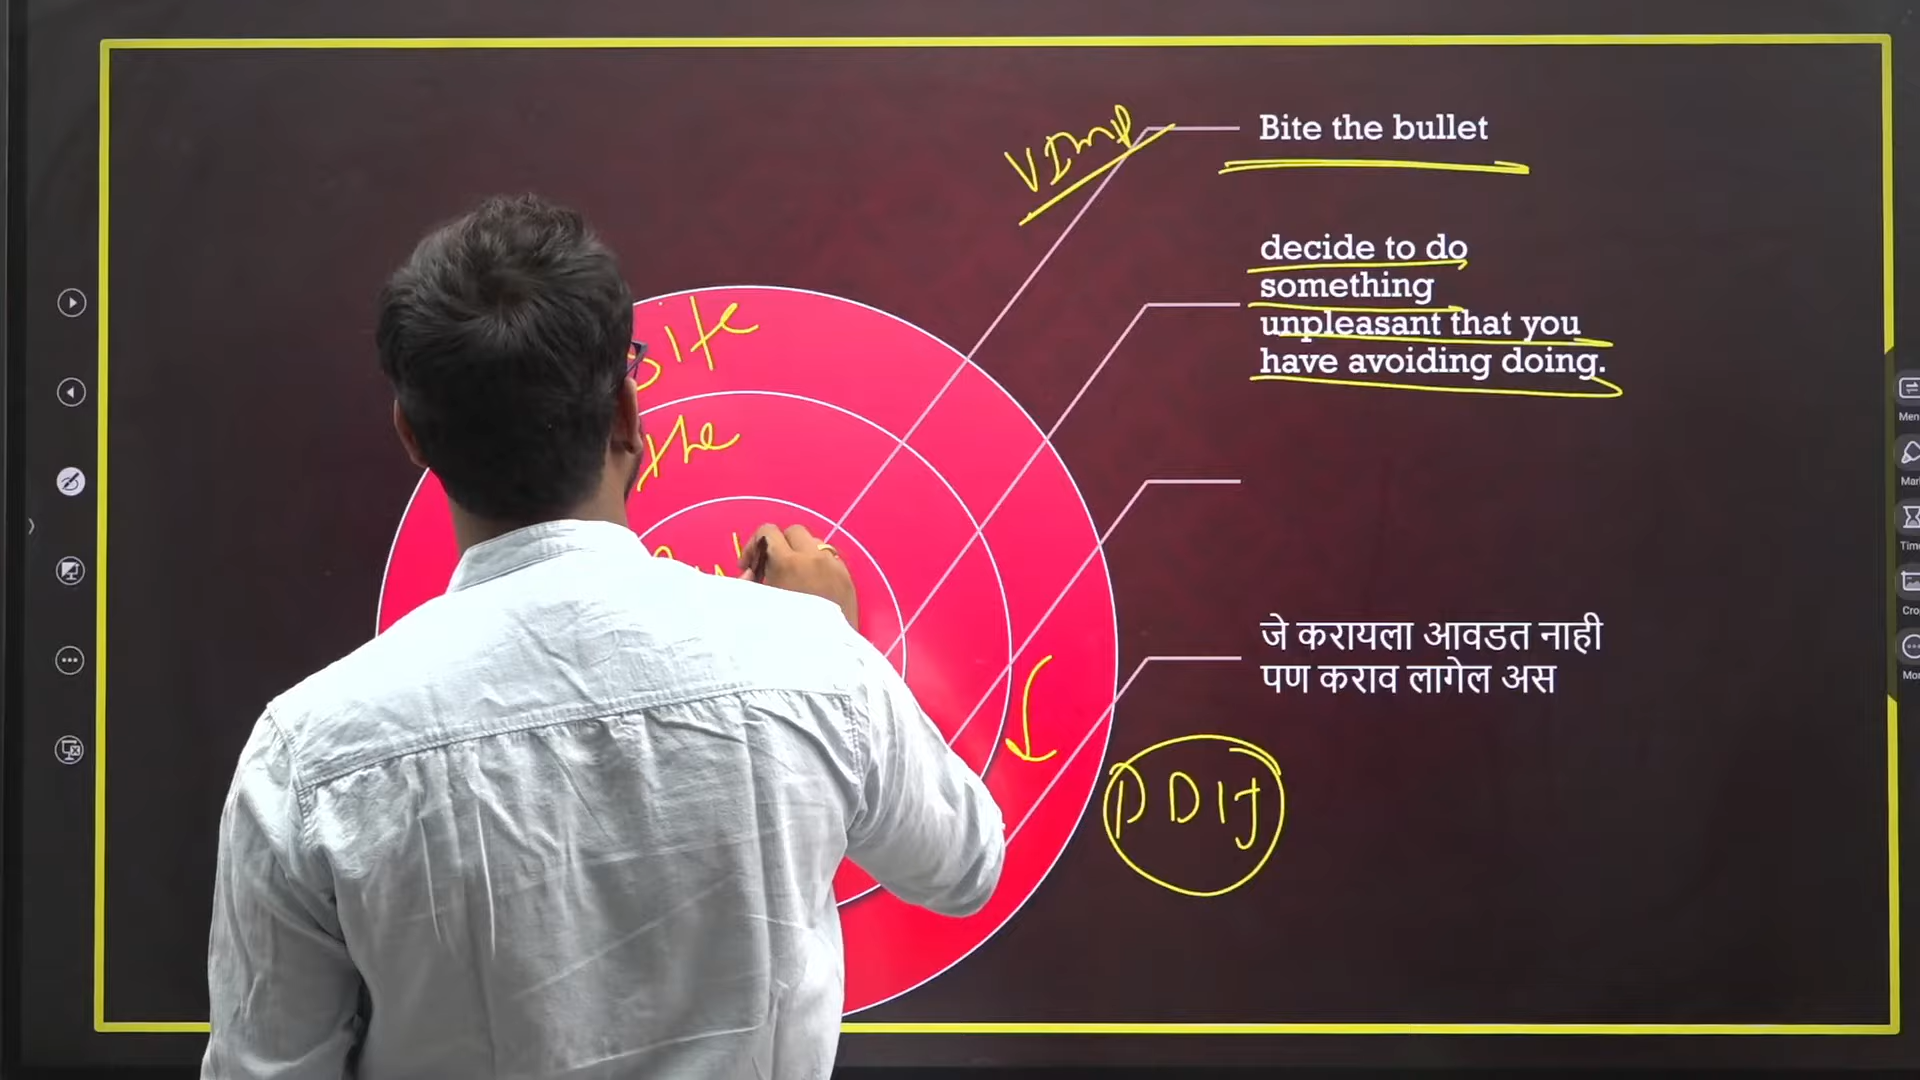 VImp
Bite the bullet
decide to do
something
unpleasant that you
have avoiding doing.
Bite
the
जे करायला आवडत नाही
पण कराव लागेल अस